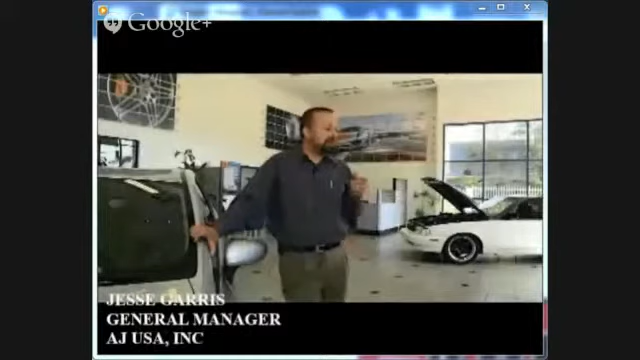 Google+
JESSE GARRIS
GENERAL MANAGER
AJ USA, INC